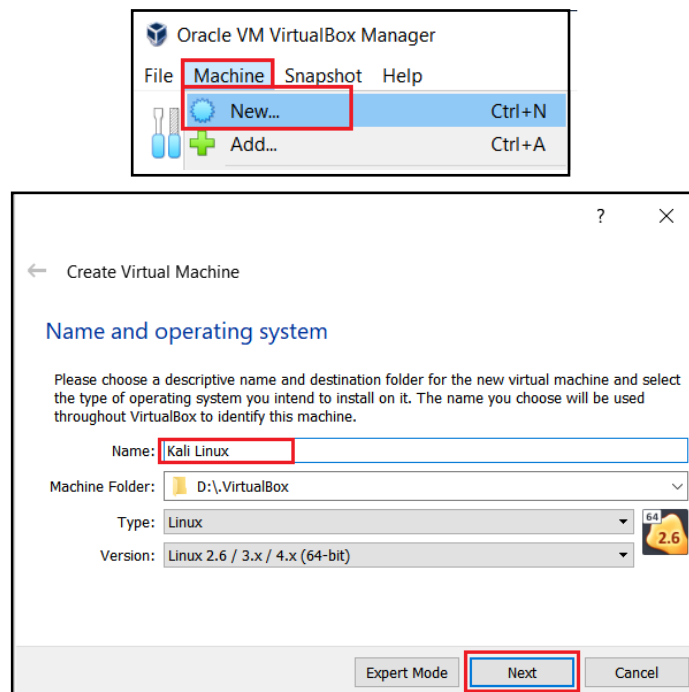 Oracle VM VirtualBox Manager
File Machine Snapshot Help
New... Ctrl+N
Add... Ctrl+A
? ×
← Create Virtual Machine
Name and operating system
Please choose a descriptive name and destination folder for the new virtual machine and select
the type of operating system you intend to install on it. The name you choose will be used
throughout VirtualBox to identify this machine.
Name: Kali Linux
Machine Folder: D:\.VirtualBox
Type: Linux
64
2.6
Version: Linux 2.6 / 3.x / 4.x (64-bit)
Expert Mode Next Cancel